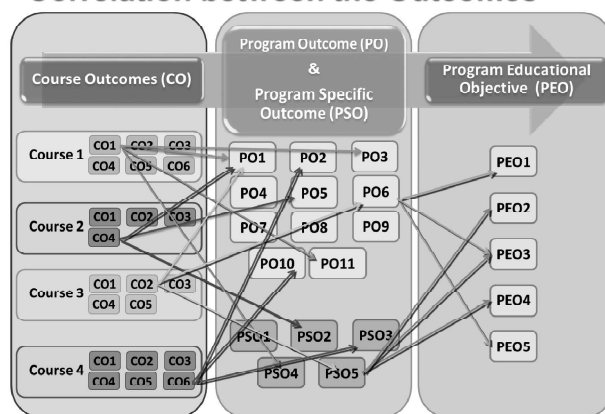 Correlation between the Outcomes
Course Outcomes (CO)
Program Outcome (PO)
&
Program Specific
Outcome (PSO)
Program Educational
Objective (PEO)
Course 1
CO1 CO2 CO3
CO4 CO5 CO6
Course 2
CO1 CO2 CO3
CO4
Course 3
CO1 CO2 CO3
CO4 CO5
Course 4
CO1 CO2 CO3
CO4 CO5 CO6
PO1 PO2 PO3
PO4 PO5 PO6
PO7 PO8 PO9
PO10 PO11
PSO1 PSO2 PSO3
PSO4 PSO5
PEO1
PEO2
PEO3
PEO4
PEO5